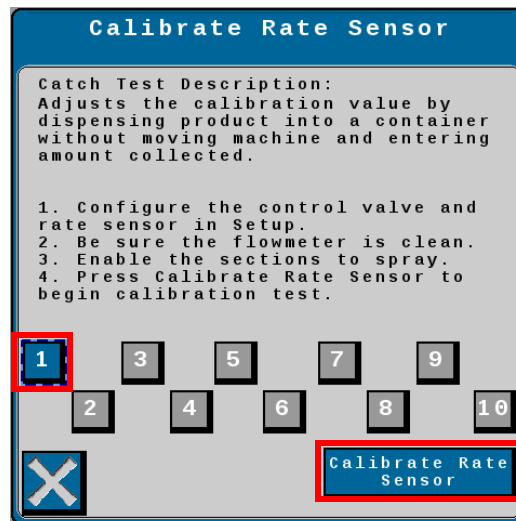 Calibrate Rate Sensor
Catch Test Description:
Adjusts the calibration value by
dispensing product into a container
without moving machine and entering
amount collected.
1. Configure the control valve and
rate sensor in Setup.
2. Be sure the flowmeter is clean.
3. Enable the sections to spray.
4. Press Calibrate Rate Sensor to
begin calibration test.
1 3 5 7 9
2 4 6 8 10
Calibrate Rate
Sensor